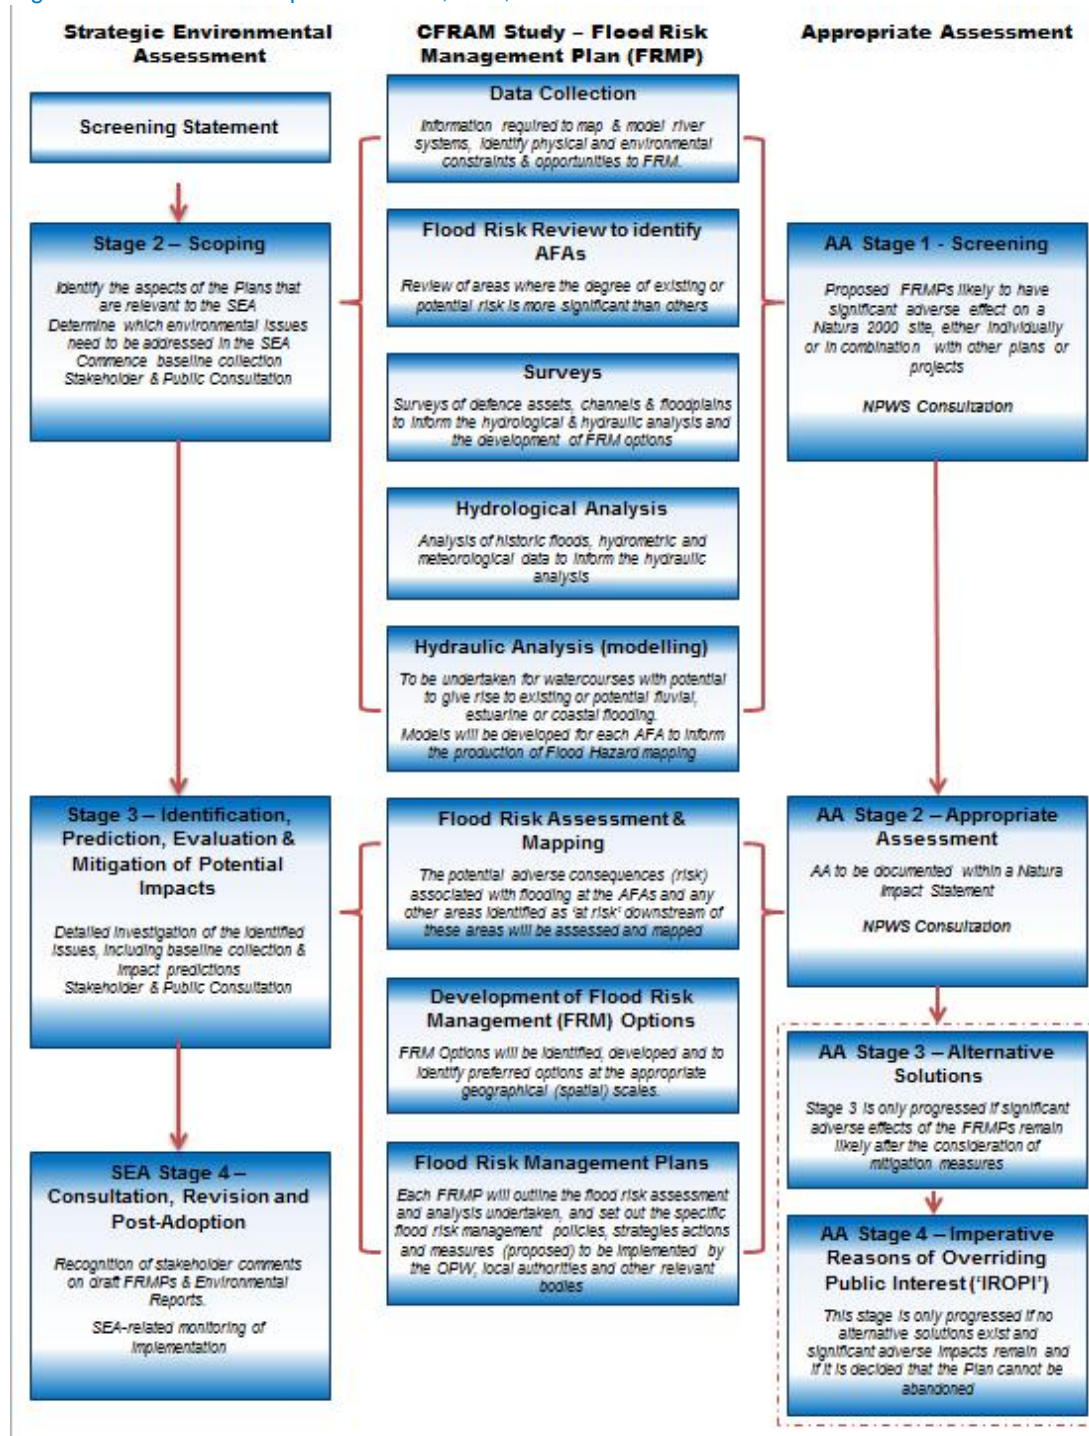 Strategic Environmental
Assessment
Screening Statement
Stage 2 – Scoping
Identify the aspects of the Plans that
are relevant to the SEA
Determine which environmental issues
need to be addressed in the SEA
Commence baseline collection
Stakeholder & Public Consultation
Stage 3 – Identification,
Prediction, Evaluation &
Mitigation of Potential
Impacts
Detailed investigation of the identified
issues, including baseline collection &
impact predictions
Stakeholder & Public Consultation
SEA Stage 4 –
Consultation, Revision and
Post-Adoption
Recognition of stakeholder comments
on draft FRMPs & Environmental
Reports.
SEA-related monitoring of
implementation
CFRAM Study – Flood Risk
Management Plan (FRMP)
Data Collection
Information required to map & model river
systems, identify physical and environmental
constraints & opportunities to FRM.
Flood Risk Review to identify
AFAs
Review of areas where the degree of existing or
potential risk is more significant than others
Surveys
Surveys of defence assets, channels & floodplains
to inform the hydrological & hydraulic analysis and
the development of FRM options
Hydrological Analysis
Analysis of historic floods, hydrometric and
meteorological data to inform the hydraulic
analysis
Hydraulic Analysis (modelling)
To be undertaken for watercourses with potential
to give rise to existing or potential fluvial,
estuarine or coastal flooding.
Models will be developed for each AFA to inform
the production of Flood Hazard mapping
Flood Risk Assessment &
Mapping
The potential adverse consequences (risk)
associated with flooding at the AFAs and any
other areas identified as 'at risk' downstream of
these areas will be assessed and mapped
Development of Flood Risk
Management (FRM) Options
FRM Options will be identified, developed and to
identify preferred options at the appropriate
geographical (spatial) scales.
Flood Risk Management Plans
Each FRMP will outline the flood risk assessment
and analysis undertaken, and set out the specific
flood risk management policies, strategies actions
and measures (proposed) to be implemented by
the OPW, local authorities and other relevant
bodies
Appropriate Assessment
AA Stage 1 - Screening
Proposed FRMPs likely to have
significant adverse effect on a
Natura 2000 site, either individually
or in combination with other plans or
projects
NPWS Consultation
AA Stage 2 – Appropriate
Assessment
AA to be documented within a Natura
Impact Statement
NPWS Consultation
AA Stage 3 – Alternative
Solutions
Stage 3 is only progressed if significant
adverse effects of the FRMPs remain
likely after the consideration of
mitigation measures
AA Stage 4 – Imperative
Reasons of Overriding
Public Interest ('IROPI')
This stage is only progressed if no
alternative solutions exist and
significant adverse impacts remain and
if it is decided that the Plan cannot be
abandoned